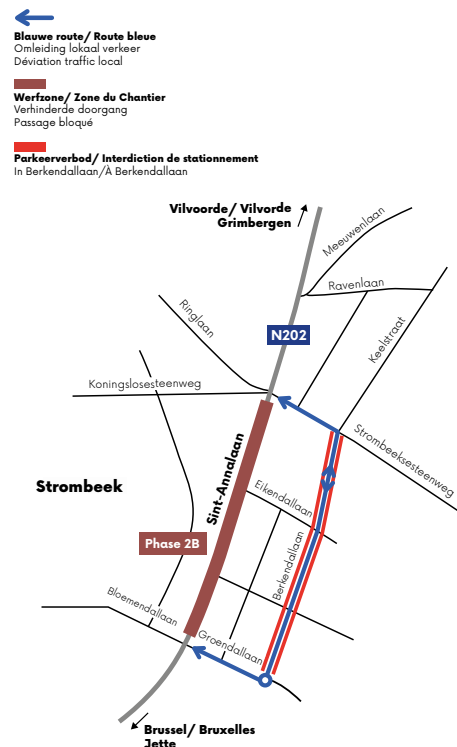 Blauwe route/ Route bleue
Omleiding lokaal verkeer
Déviation traffic local
Werfzone/ Zone du Chantier
Verhinderde doorgang
Passage bloqué
Parkeerverbod/ Interdiction de stationnement
In Berkendallaan/À Berkendallaan
Vilvoorde/ Vilvorde
Grimbergen
Meeuwenlaan
Ravenlaan
Ringlaan
N202
Keelstraat
Koningslosesteenweg
Strombeeksesteenweg
Sint-Annalaan
Strombeek
Eikendallaan
Phase 2B
Berkendallaan
Bloemendallaan
Groendallaan
Brussel/ Bruxelles
Jette